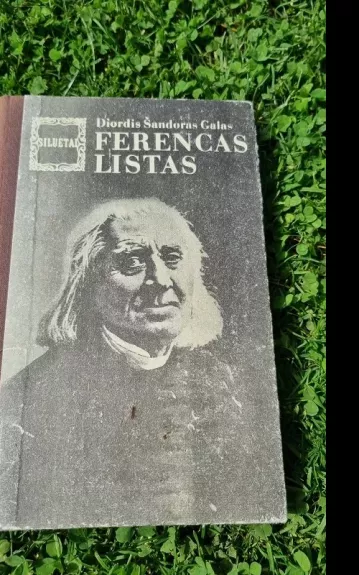 Diordis Šandoras Galas
SILUETAI
FERENCAS
LISTAS